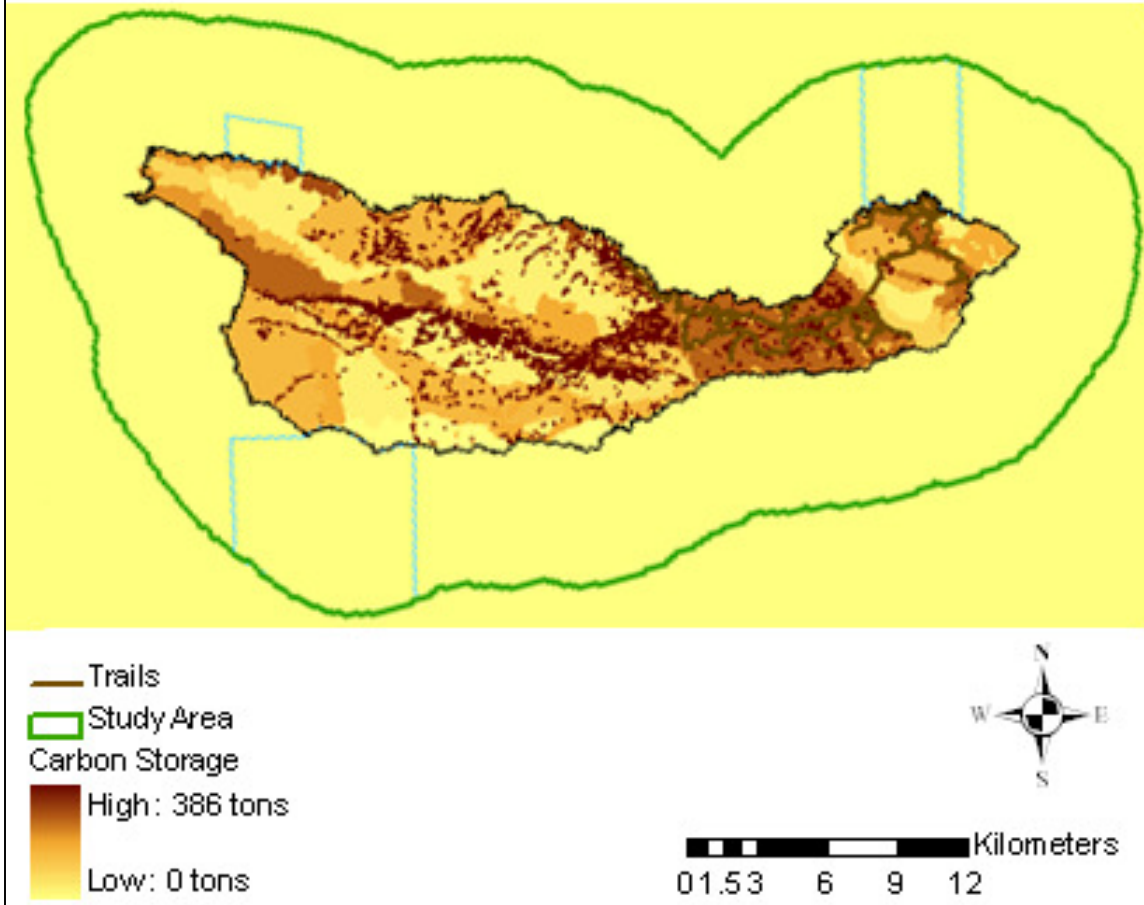 Trails
Study Area
Carbon Storage
High: 386 tons
Low: 0 tons
N
W E
S
Kilometers
0 1.5 3 6 9 12